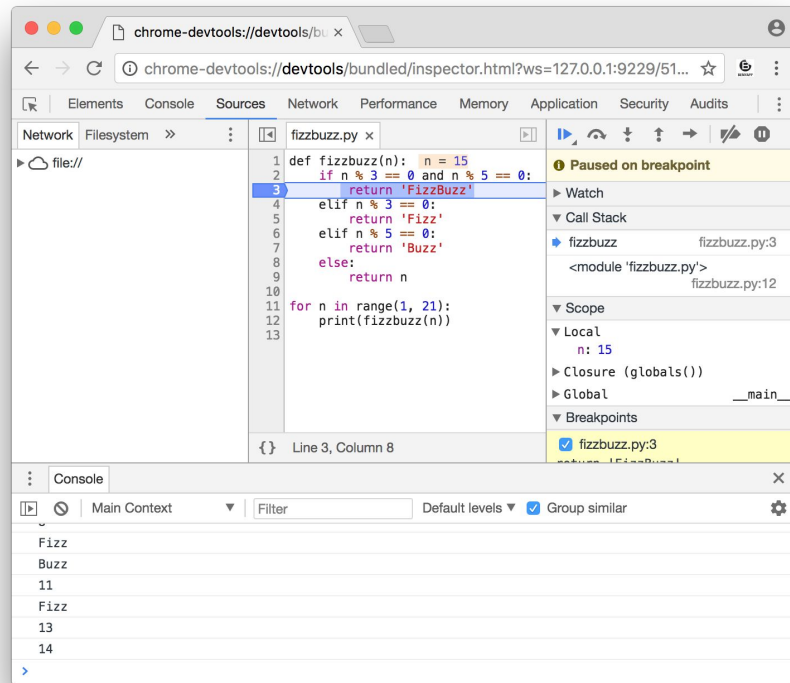 chrome-devtools://devtools/bu
chrome-devtools://devtools/bundled/inspector.html?ws=127.0.0.1:9229/51...
Elements Console Sources Network Performance Memory Application Security Audits
Network Filesystem »
fizzbuzz.py ×
file://
1 def fizzbuzz(n): n = 15
2 if n % 3 == 0 and n % 5 == 0:
3 return 'FizzBuzz'
4 elif n % 3 == 0:
5 return 'Fizz'
6 elif n % 5 == 0:
7 return 'Buzz'
8 else:
9 return n
10
11 for n in range(1, 21):
12 print(fizzbuzz(n))
13
{} Line 3, Column 8
Paused on breakpoint
Watch
Call Stack
fizzbuzz fizzbuzz.py:3
<module 'fizzbuzz.py'>
fizzbuzz.py:12
Scope
Local
n: 15
Closure (globals())
Global __main__
Breakpoints
fizzbuzz.py:3
return 'FizzBuzz'
Console
Main Context Filter Default levels Group similar
Fizz
Buzz
11
Fizz
13
14
>